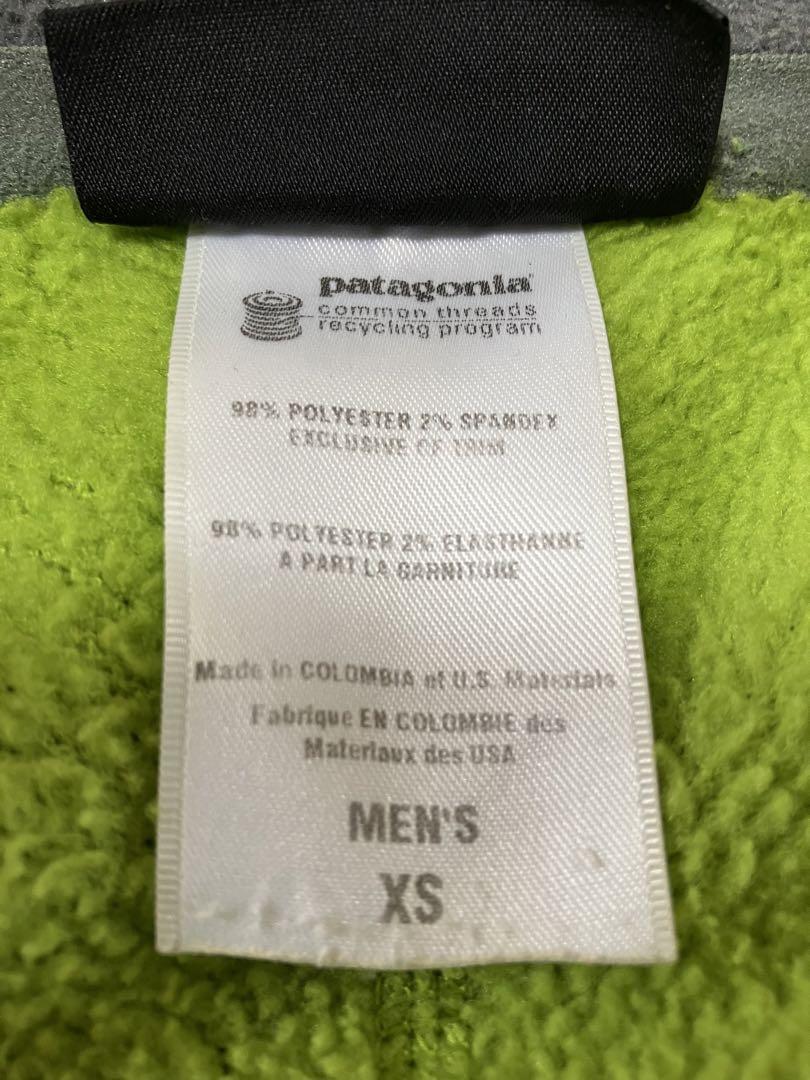 patagonia
common threads
recycling program
98% POLYESTER 2% SPANDEX
EXCLUSIVE OF TRIM
98% POLYESTER 2% ELASTHANNE
A PART LA GARNITURE
Made in COLOMBIA of U.S. Materials
Fabrique EN COLOMBIE des
Materiaux des USA
MEN'S
XS